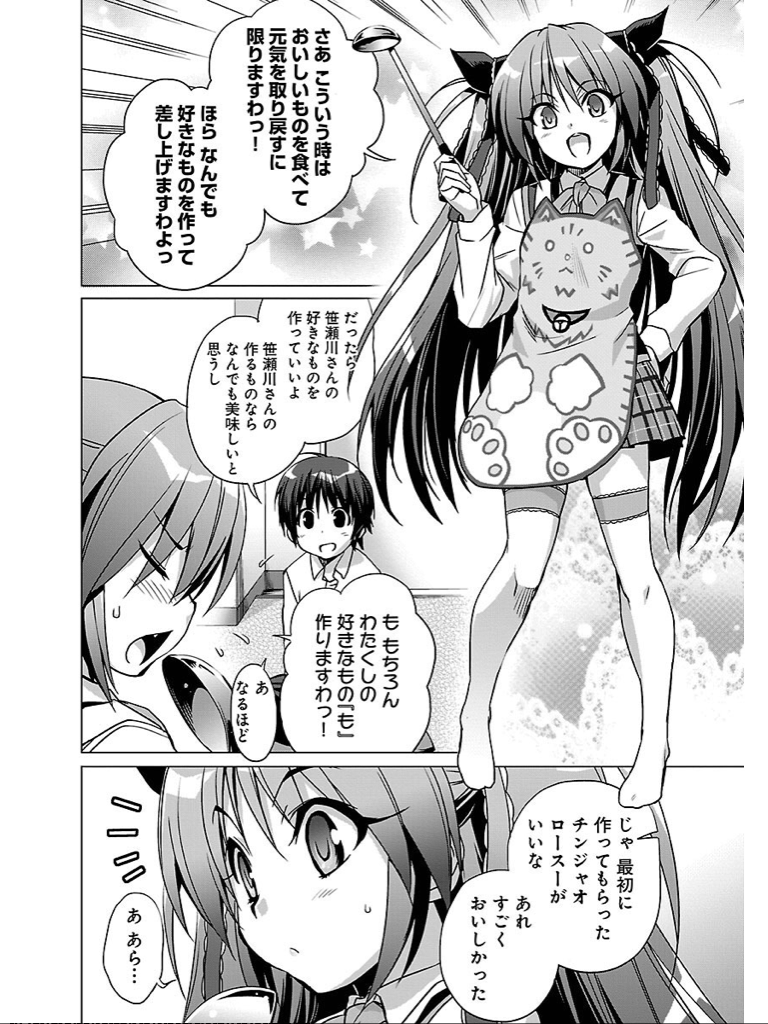 さあ こういう時は
おいしいものを食べて
元気を取り戻すに
限りますわっ！
ほら なんでも
好きなものを作って
差し上げますわよっ
だったら
笹瀬川さんの
好きなものを
作っていいよ
笹瀬川さんの
作るものなら
なんでも美味しいと
思うし
も もちろん
わたくしの
好きなもの『も』
作りますわっ！
あ
なるほど
じゃ 最初に
作ってもらった
チンジャオ
ロースーが
いいな
あれ
すごく
おいしかった
あ あら…